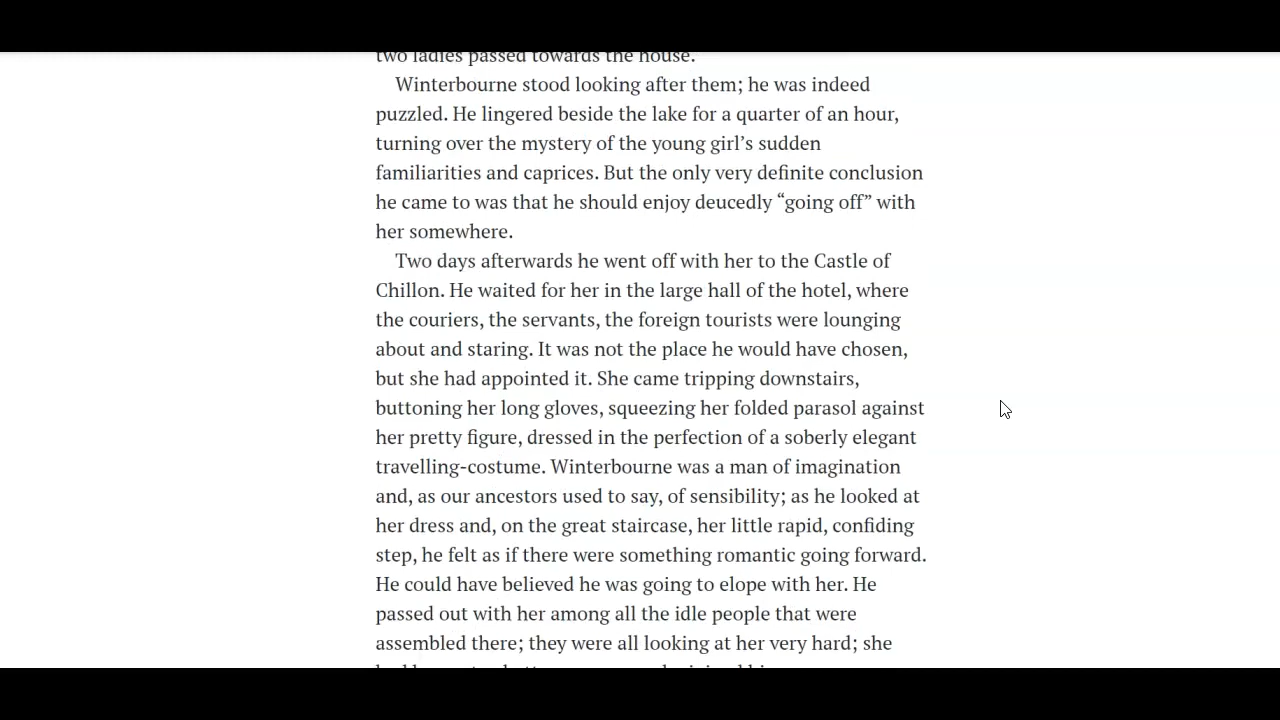 two ladies passed towards the house.
Winterbourne stood looking after them; he was indeed
puzzled. He lingered beside the lake for a quarter of an hour,
turning over the mystery of the young girl’s sudden
familiarities and caprices. But the only very definite conclusion
he came to was that he should enjoy deucedly “going off” with
her somewhere.
Two days afterwards he went off with her to the Castle of
Chillon. He waited for her in the large hall of the hotel, where
the couriers, the servants, the foreign tourists were lounging
about and staring. It was not the place he would have chosen,
but she had appointed it. She came tripping downstairs,
buttoning her long gloves, squeezing her folded parasol against
her pretty figure, dressed in the perfection of a soberly elegant
travelling-costume. Winterbourne was a man of imagination
and, as our ancestors used to say, of sensibility; as he looked at
her dress and, on the great staircase, her little rapid, confiding
step, he felt as if there were something romantic going forward.
He could have believed he was going to elope with her. He
passed out with her among all the idle people that were
assembled there; they were all looking at her very hard; she